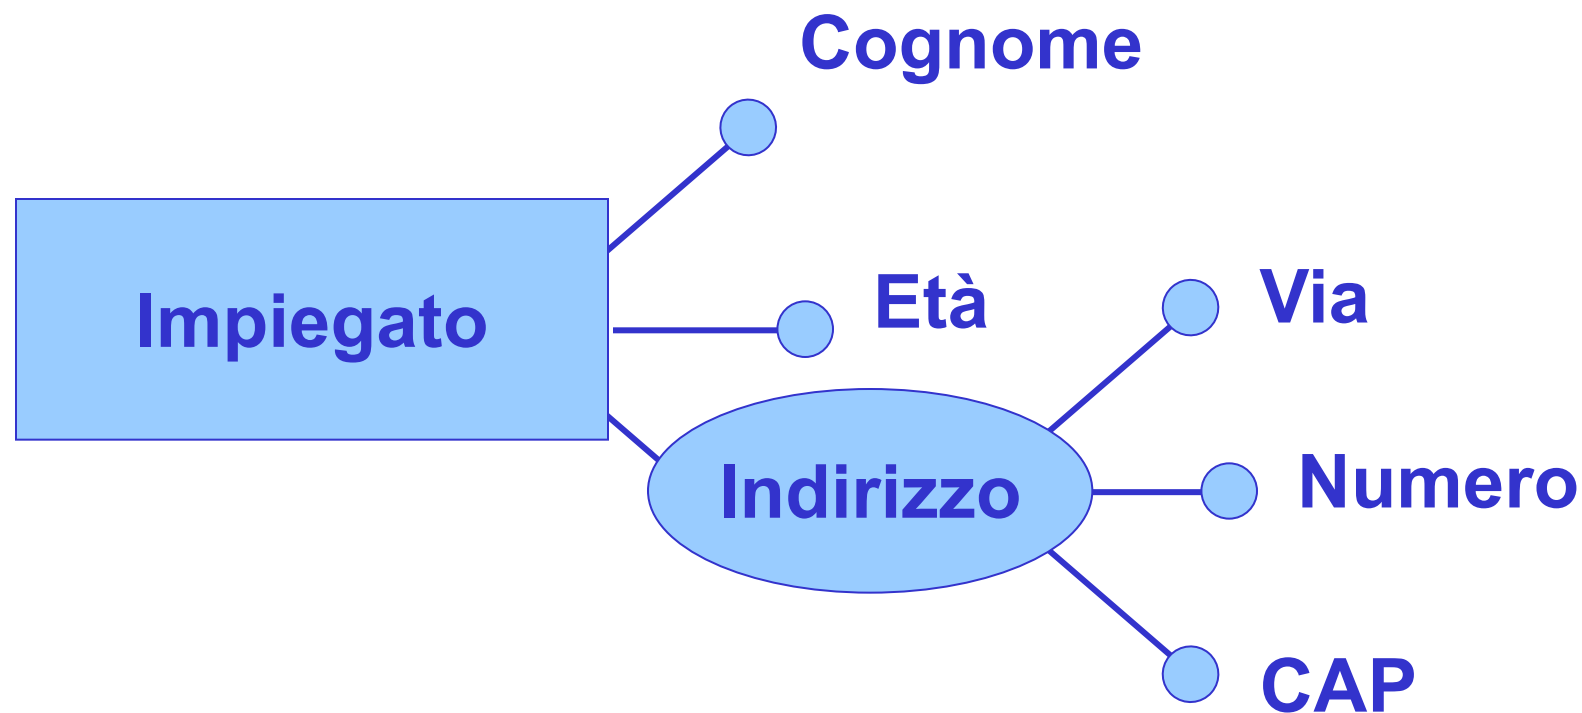 Cognome
Impiegato
Età
Via
Indirizzo
Numero
CAP